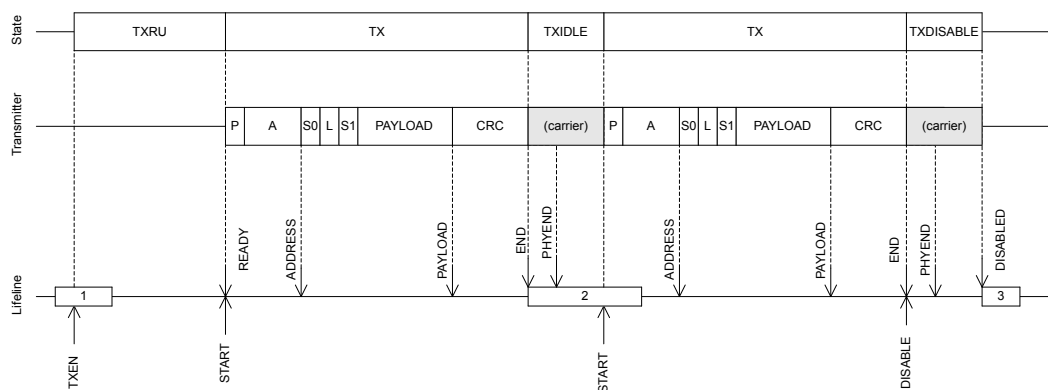 State
TXRU
TX
TXIDLE
TX
TXDISABLE
Transmitter
P
A
S0
L
S1
PAYLOAD
CRC
(carrier)
P
A
S0
L
S1
PAYLOAD
CRC
(carrier)
READY
ADDRESS
PAYLOAD
END
PHYEND
ADDRESS
PAYLOAD
END
PHYEND
DISABLED
Lifeline
1
2
3
TXEN
START
START
DISABLE